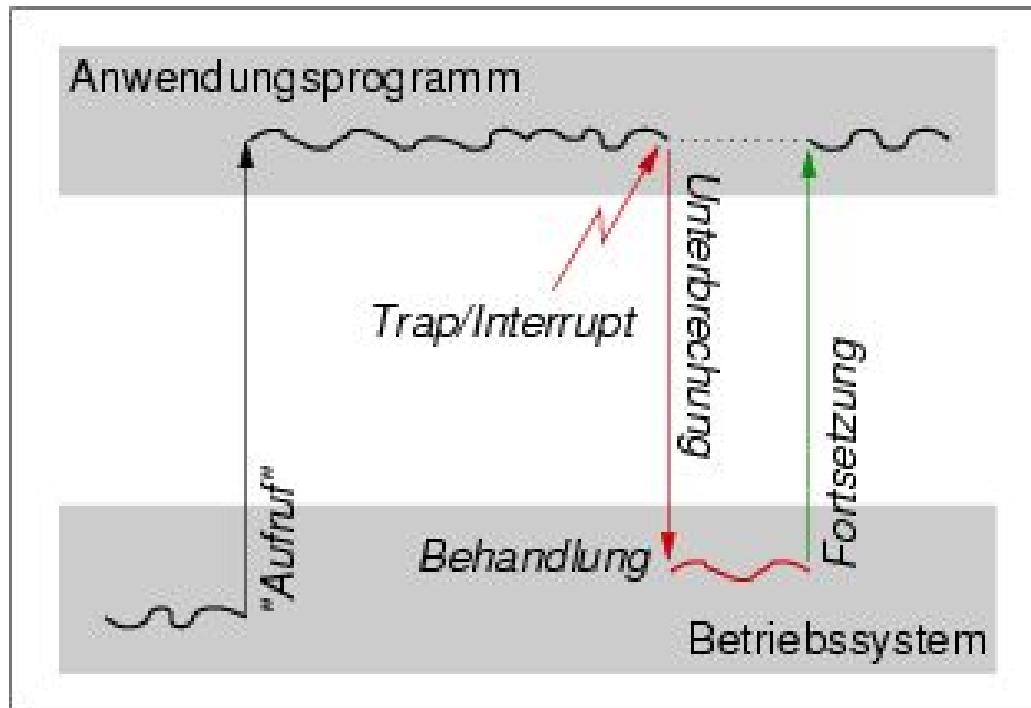 Anwendungsprogramm
Trap/Interrupt
Unterbrechung
"Aufruf"
Behandlung
Fortsetzung
Betriebssystem